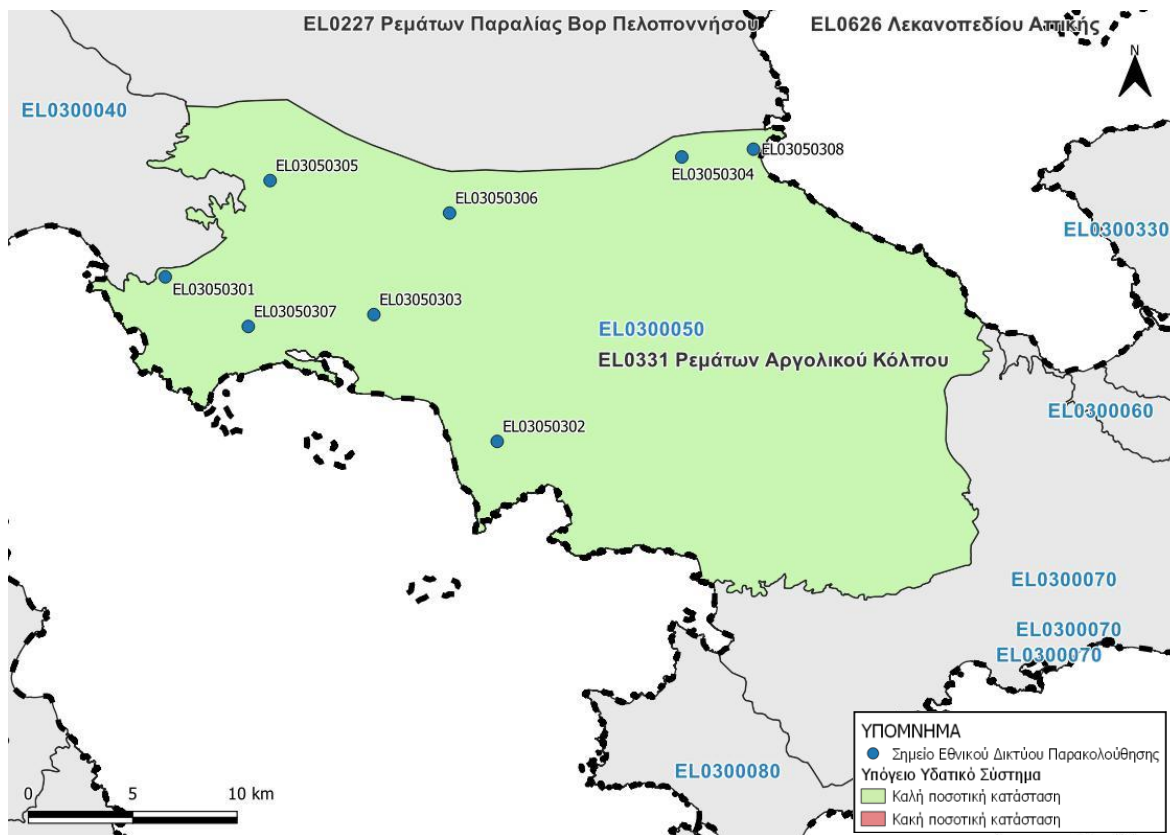 EL0227 Ρεμάτων Παραλίας Βορ Πελοποννήσου
EL0626 Λεκανοπεδίου Αττικής
N
EL0300040
EL03050308
EL03050304
EL03050305
EL03050306
EL0300330
EL03050301
EL03050307
EL03050303
EL0300050
EL0331 Ρεμάτων Αργολικού Κόλπου
EL0300060
EL03050302
EL0300070
EL0300070
EL0300070
EL0300080
ΥΠΟΜΝΗΜΑ
Σημείο Εθνικού Δικτύου Παρακολούθησης
Υπόγειο Υδατικό Σύστημα
Καλή ποσοτική κατάσταση
Κακή ποσοτική κατάσταση
0 5 10 km